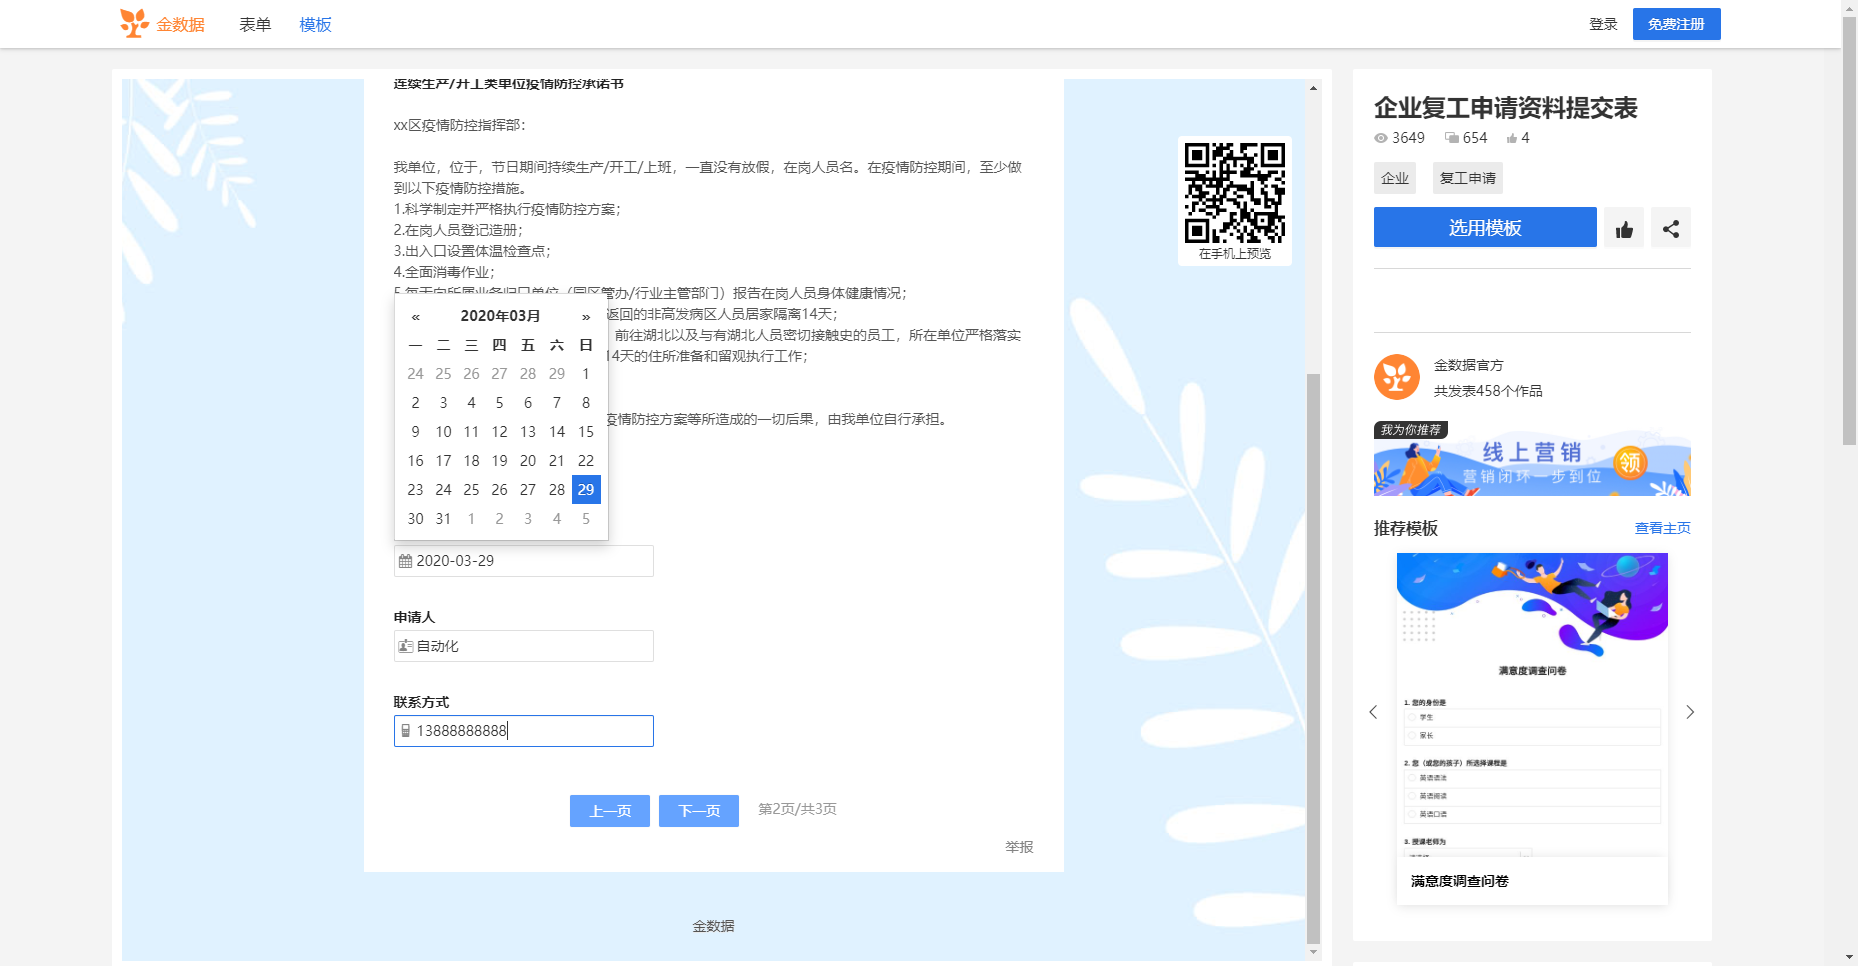 金数据
表单
模板
登录
免费注册
连续生产/开工类单位疫情防控承诺书
xx区疫情防控指挥部：
我单位，位于，节日期间持续生产/开工/上班，一直没有放假，在岗人员名。在疫情防控期间，至少做
到以下疫情防控措施。
1.科学制定并严格执行疫情防控方案；
2.在岗人员登记造册；
3.出入口设置体温检查点；
4.全面消毒作业；
5.每天向所属业务归口单位（园区管办/行业主管部门）报告在岗人员身体健康情况；
返回的非高发病区人员居家隔离14天；
前往湖北以及与有湖北人员密切接触史的员工，所在单位严格落实
14天的住所准备和留观执行工作；
疫情防控方案等所造成的一切后果，由我单位自行承担。
« 2020年03月 »
一 二 三 四 五 六 日
24 25 26 27 28 29 1
2 3 4 5 6 7 8
9 10 11 12 13 14 15
16 17 18 19 20 21 22
23 24 25 26 27 28 29
30 31 1 2 3 4 5
2020-03-29
申请人
自动化
联系方式
13888888888
上一页
下一页
第2页/共3页
举报
金数据
在手机上预览
企业复工申请资料提交表
3649 654 4
企业
复工申请
选用模板
金数据官方
共发表458个作品
我为你推荐
线上营销
营销闭环一步到位
领
推荐模板
查看主页
满意度调查问卷
1. 您的身份是
学生
家长
2. 您（或您的孩子）所选择课程是
英语语法
英语阅读
英语口语
3. 授课老师为
满意度调查问卷